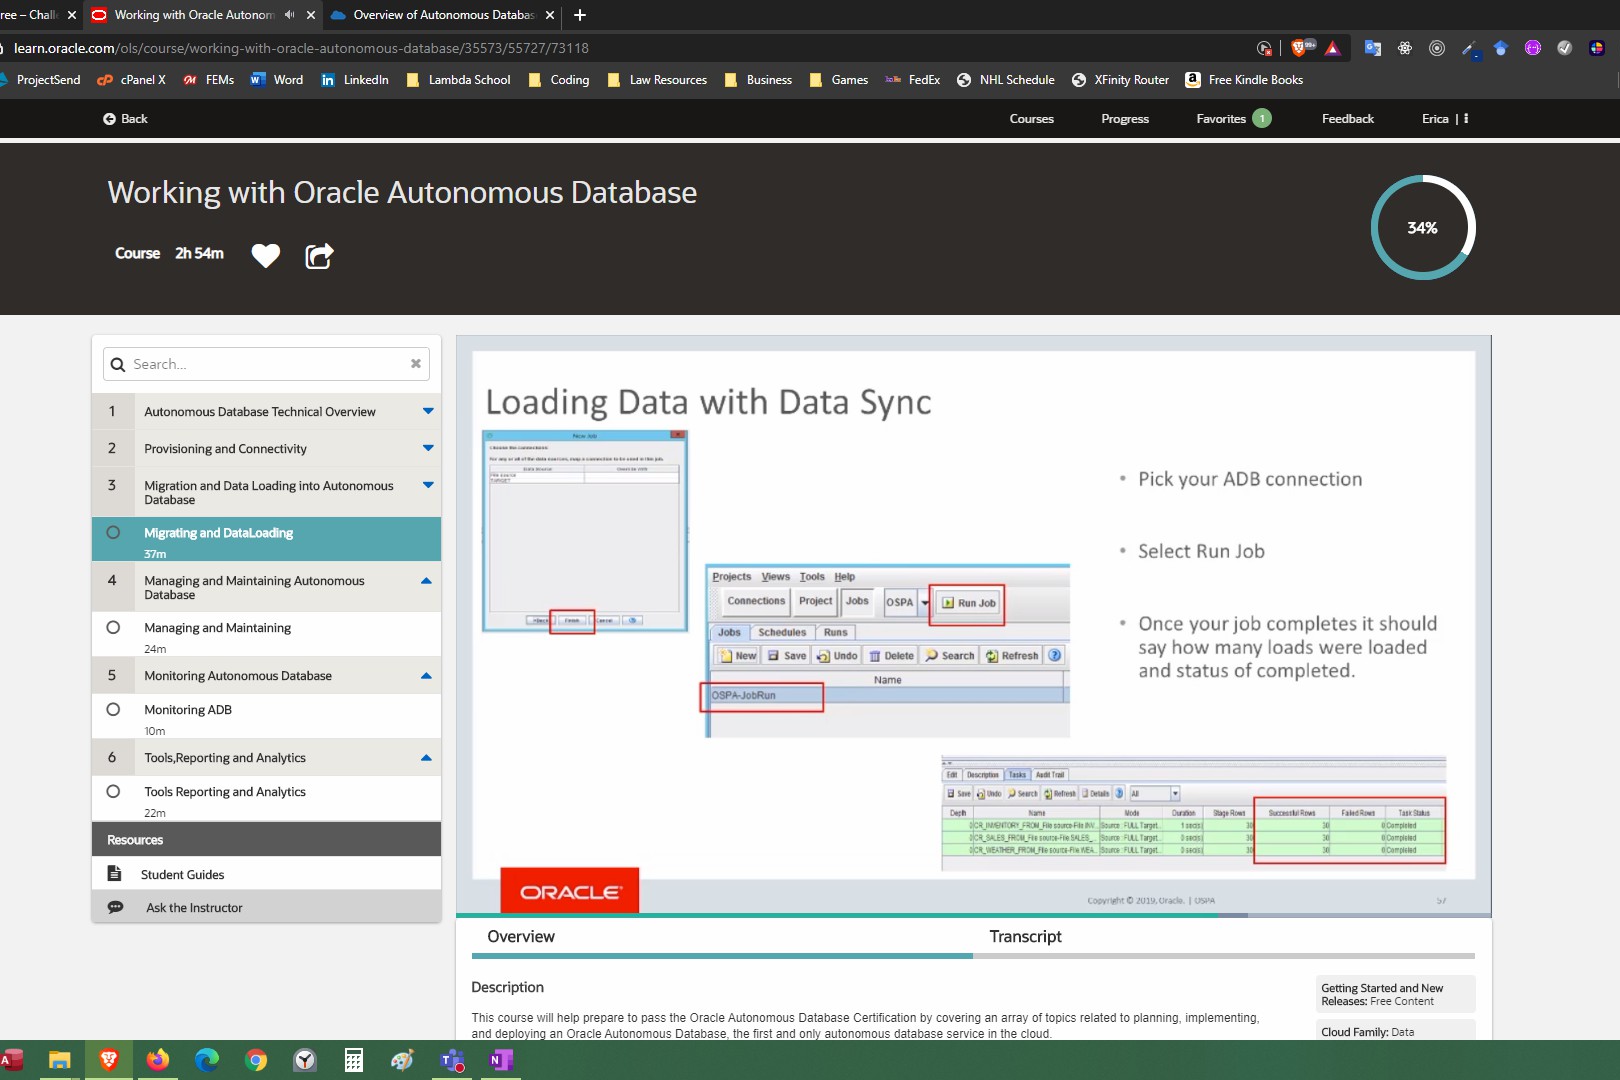 ree – Chall
Working with Oracle Autonom
Overview of Autonomous Databas
learn.oracle.com/ols/course/working-with-oracle-autonomous-database/35573/55727/73118
99+
ProjectSend
cPanel X
FEMs
Word
LinkedIn
Lambda School
Coding
Law Resources
Business
Games
FedEx
NHL Schedule
XFinity Router
Free Kindle Books
Back
Courses
Progress
Favorites 1
Feedback
Erica |
Working with Oracle Autonomous Database
34%
Course 2h 54m
Search...
1 Autonomous Database Technical Overview
2 Provisioning and Connectivity
3 Migration and Data Loading into Autonomous
Database
Migrating and DataLoading
37m
4 Managing and Maintaining Autonomous
Database
Managing and Maintaining
24m
5 Monitoring Autonomous Database
Monitoring ADB
10m
6 Tools,Reporting and Analytics
Tools Reporting and Analytics
22m
Resources
Student Guides
Ask the Instructor
Loading Data with Data Sync
New Job
Finish
Cancel
• Pick your ADB connection
• Select Run Job
• Once your job completes it should
say how many loads were loaded
and status of completed.
Projects Views Tools Help
Connections Project Jobs OSPA Run Job
Jobs Schedules Runs
New Save Undo Delete Search Refresh
Name
OSPA-JobRun
Edit Description Tasks Audit Trail
Save Undo Search Refresh Details All
Depth Name Mode Duration Stage Rows Successful Rows Failed Rows Task Status
0 CR_INVENTORY_FROM_File source-File.INV... Source : FULL Target... 1 sec(s) 30 30 0 Completed
0 CR_SALES_FROM_File source-File.SALES_... Source : FULL Target... 0 sec(s) 30 30 0 Completed
0 CR_WEATHER_FROM_File source-File.WEA... Source : FULL Target... 0 sec(s) 30 30 0 Completed
ORACLE
Copyright © 2019, Oracle. | OSPA
57
Overview
Transcript
Description
This course will help prepare to pass the Oracle Autonomous Database Certification by covering an array of topics related to planning, implementing,
and deploying an Oracle Autonomous Database, the first and only autonomous database service in the cloud.
Getting Started and New
Releases: Free Content
Cloud Family: Data